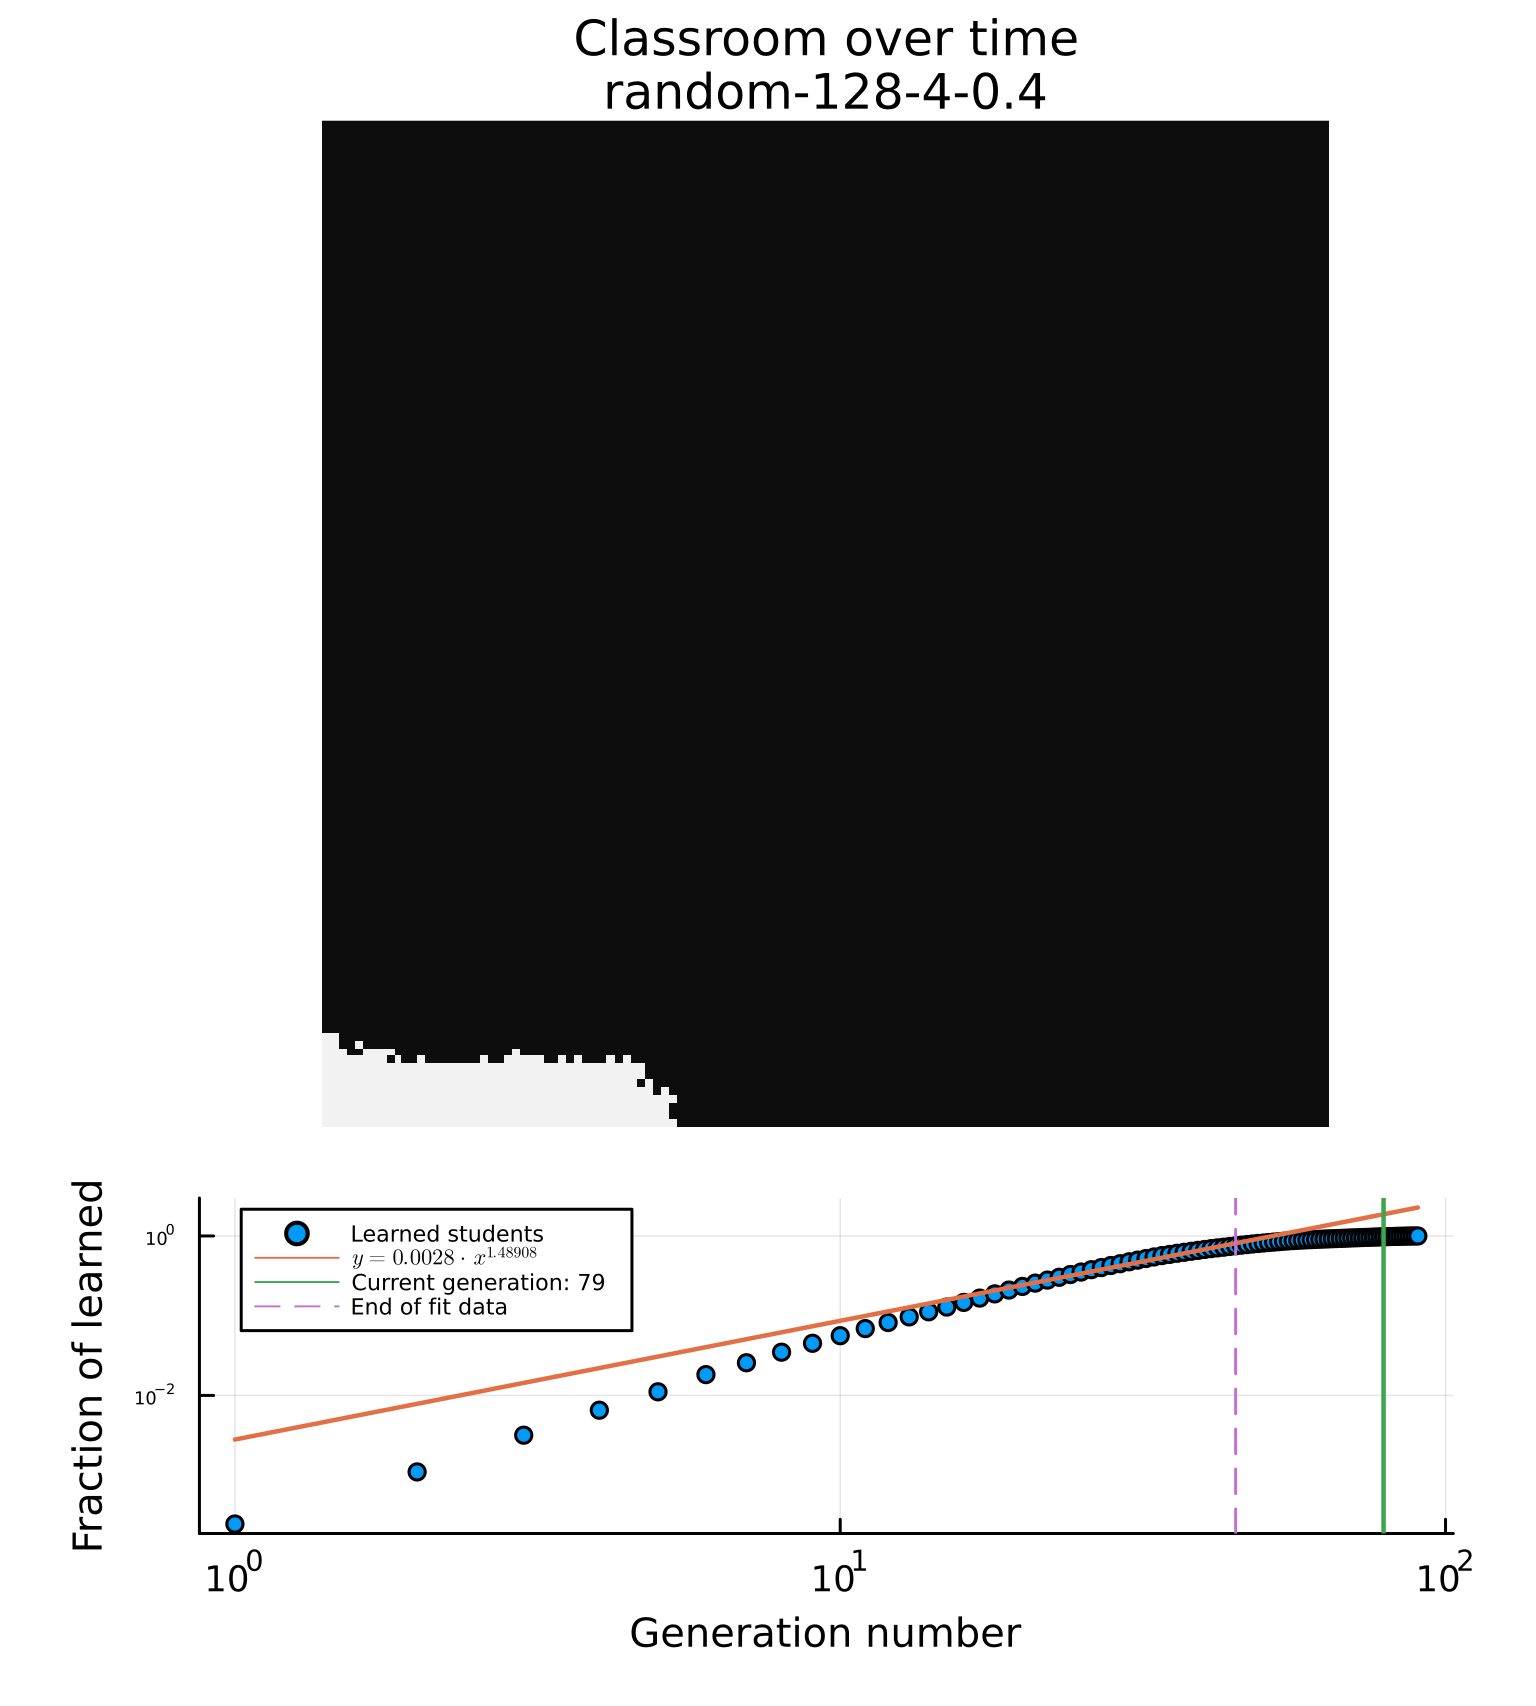 Classroom over time
random-128-4-0.4
Fraction of learned
10^0
10^-2
Learned students
y = 0.0028 · x^1.48908
Current generation: 79
End of fit data
10^0
10^1
10^2
Generation number